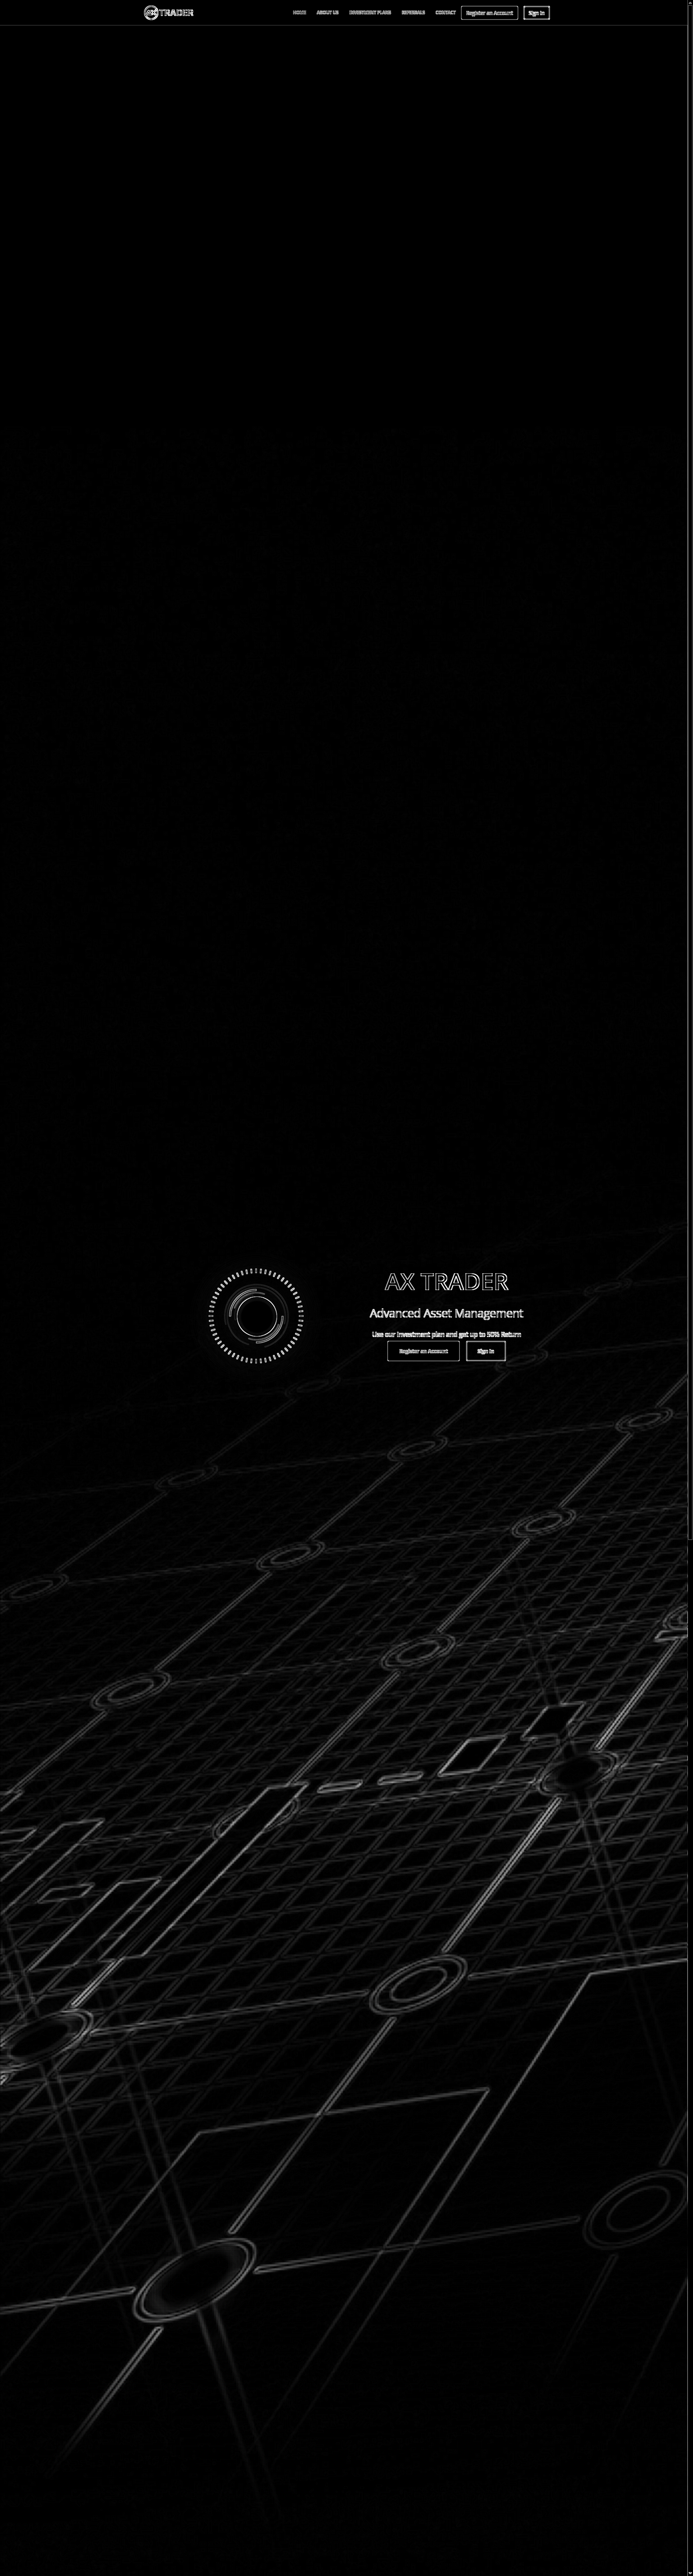 AX TRADER
HOME ABOUT US INVESTMENT PLANS REFERRALS CONTACT Register an Account Sign In
AX TRADER
Advanced Asset Management
Use our Investment plan and get up to 50% Return
Register an Account Sign In